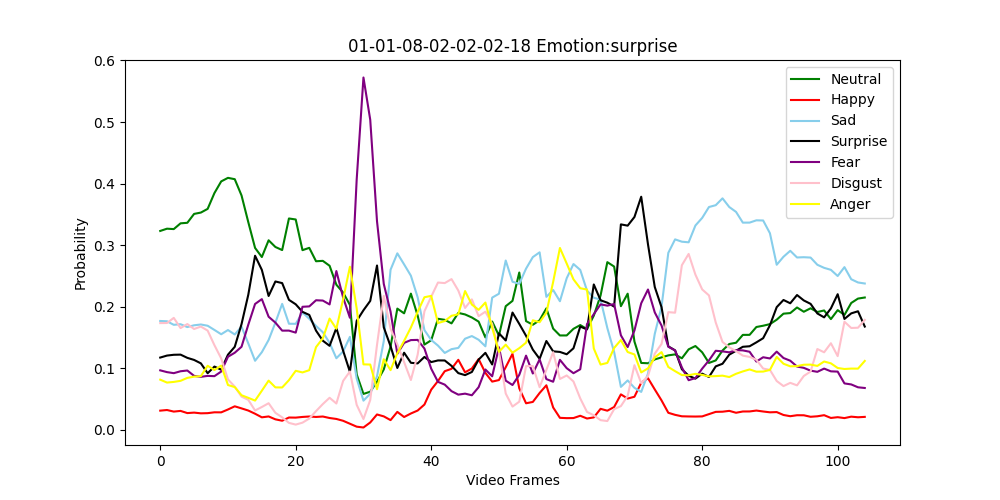 01-01-08-02-02-02-18 Emotion:surprise
Probability
0.6
0.5
0.4
0.3
0.2
0.1
0.0
Neutral
Happy
Sad
Surprise
Fear
Disgust
Anger
0 20 40 60 80 100
Video Frames